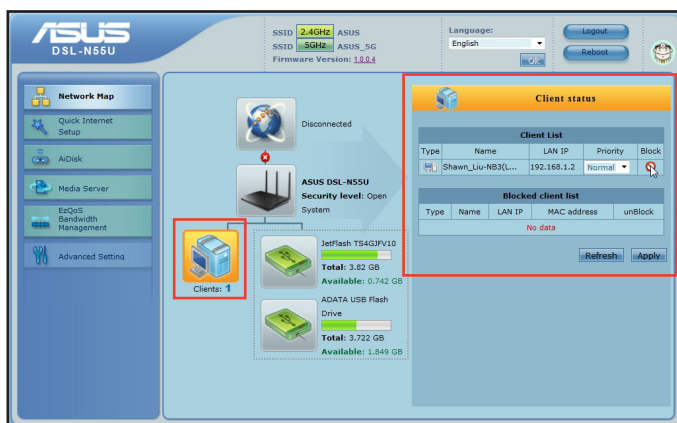 ASUS
DSL-N55U
SSID 2.4GHz ASUS
SSID 5GHz ASUS_5G
Firmware Version: 1.0.0.4
Language:
English
OK
Logout
Reboot
Network Map
Quick Internet
Setup
AiDisk
Media Server
EzQoS
Bandwidth
Management
Advanced Setting
Disconnected
ASUS DSL-N55U
Security level: Open
System
Clients: 1
JetFlash TS4GJFV10
Total: 3.82 GB
Available: 0.742 GB
ADATA USB Flash
Drive
Total: 3.722 GB
Available: 1.849 GB
Client status
Client List
Type Name LAN IP Priority Block
Shawn_Liu-NB3(L... 192.168.1.2 Normal
Blocked client list
Type Name LAN IP MAC address unBlock
No data
Refresh Apply